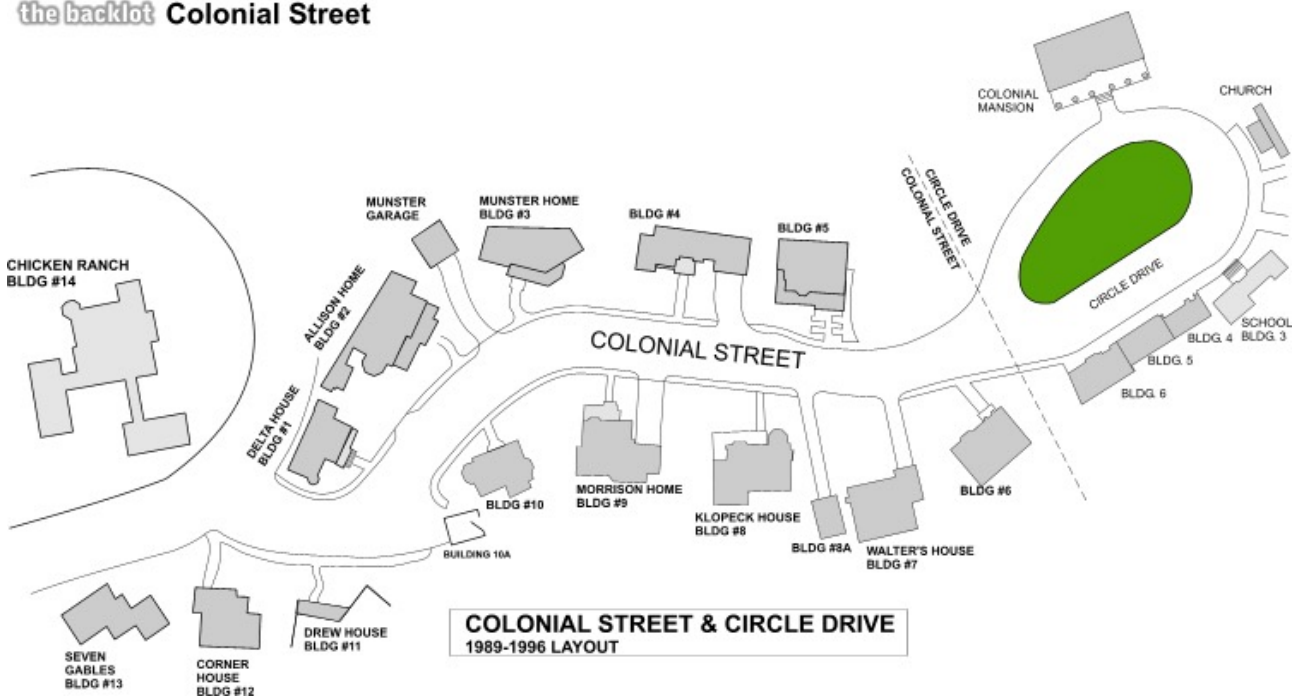 the backlot Colonial Street
COLONIAL
MANSION
CHURCH
CIRCLE DRIVE
COLONIAL STREET
MUNSTER
GARAGE
MUNSTER HOME
BLDG #3
BLDG #4
BLDG #5
CHICKEN RANCH
BLDG #14
ALLISON HOME
BLDG #2
CIRCLE DRIVE
SCHOOL
BLDG. 3
BLDG. 4
BLDG. 5
BLDG. 6
COLONIAL STREET
DELTA HOUSE
BLDG #1
BLDG #10
MORRISON HOME
BLDG #9
KLOPECK HOUSE
BLDG #8
BLDG #8A
WALTER'S HOUSE
BLDG #7
BLDG #6
BUILDING 10A
SEVEN
GABLES
BLDG #13
CORNER
HOUSE
BLDG #12
DREW HOUSE
BLDG #11
COLONIAL STREET & CIRCLE DRIVE
1989-1996 LAYOUT